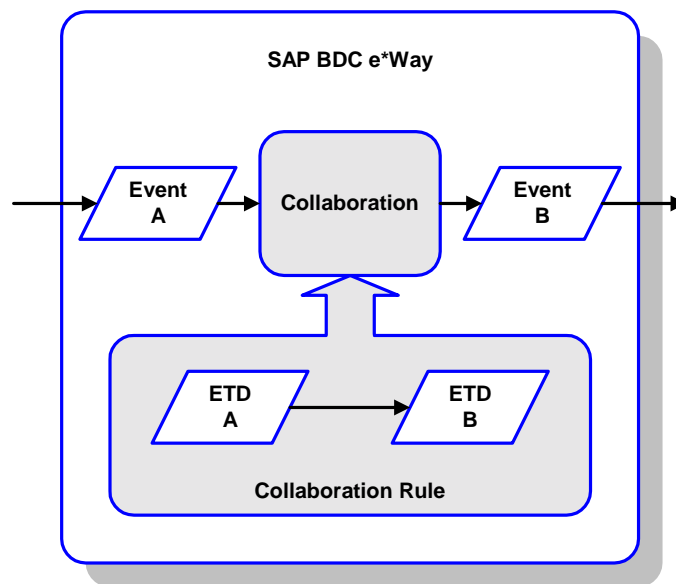 SAP BDC e*Way
Event
A
Collaboration
Event
B
ETD
A
ETD
B
Collaboration Rule